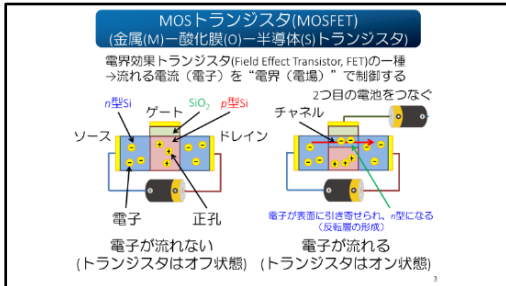 MOSトランジスタ(MOSFET)
(金属(M)ー酸化膜(O)ー半導体(S)トランジスタ)
電界効果トランジスタ(Field Effect Transistor, FET)の一種
→流れる電流（電子）を“電界（電場）”で制御する
2つ目の電池をつなぐ
n型Si
ゲート
SiO2
p型Si
チャネル
ソース
ドレイン
電子
正孔
電子が表面に引き寄せられ、n型になる
（反転層の形成）
電子が流れない
(トランジスタはオフ状態)
電子が流れる
(トランジスタはオン状態)
3